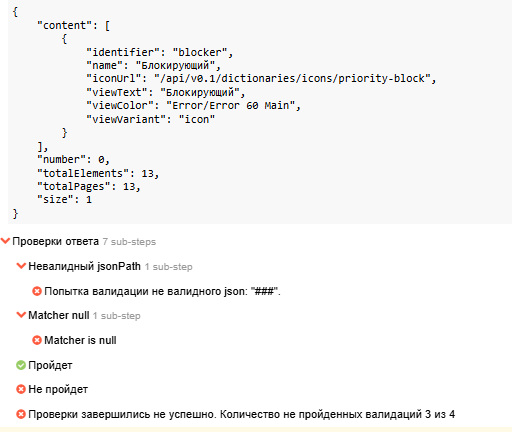 {
    "content": [
        {
            "identifier": "blocker",
            "name": "Блокирующий",
            "iconUrl": "/api/v0.1/dictionaries/icons/priority-block",
            "viewText": "Блокирующий",
            "viewColor": "Error/Error 60 Main",
            "viewVariant": "icon"
        }
    ],
    "number": 0,
    "totalElements": 13,
    "totalPages": 13,
    "size": 1
}
Проверки ответа 7 sub-steps
Невалидный jsonPath 1 sub-step
Попытка валидации не валидного json: "###".
Matcher null 1 sub-step
Matcher is null
Пройдет
Не пройдет
Проверки завершились не успешно. Количество не пройденных валидаций 3 из 4